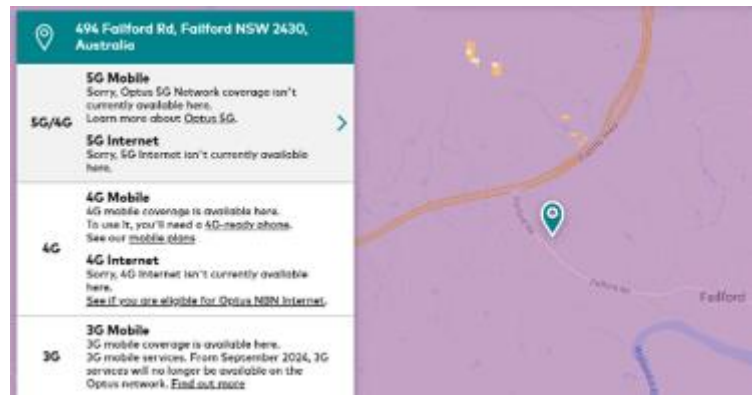 494 Failford Rd, Failford NSW 2430,
Australia
5G/4G
5G Mobile
Sorry, Optus 5G Network coverage isn't
currently available here.
Learn more about Optus 5G.
5G Internet
Sorry, 5G Internet isn't currently available
here.
4G
4G Mobile
4G mobile coverage is available here.
To use it, you'll need a 4G-ready phone.
See our mobile plans
4G Internet
Sorry, 4G Internet isn't currently available
here.
See if you are eligible for Optus NBN Internet.
3G
3G Mobile
3G mobile coverage is available here.
3G mobile services. From September 2024, 3G
services will no longer be available on the
Optus network. Find out more
Failford